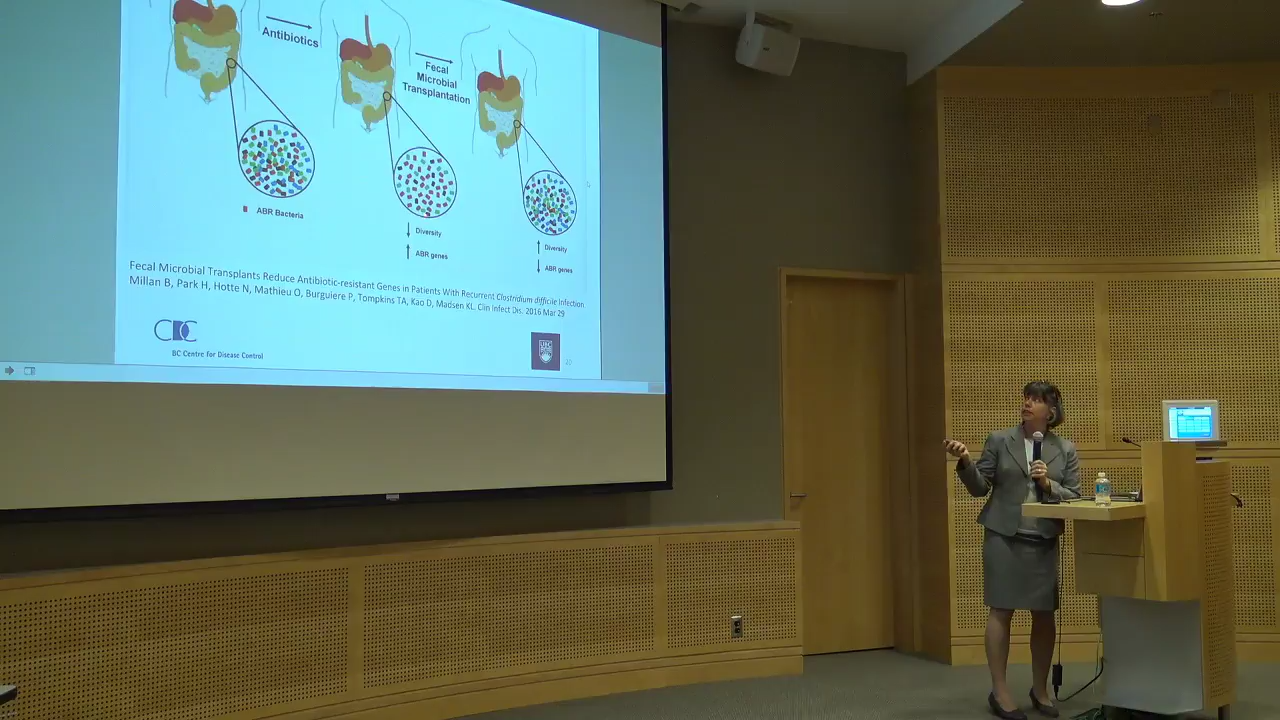 Antibiotics
Fecal
Microbial
Transplantation
ABR Bacteria
Diversity
ABR genes
Diversity
ABR genes
Fecal Microbial Transplants Reduce Antibiotic-resistant Genes in Patients With Recurrent Clostridium difficile Infection
Millan B, Park H, Hotte N, Mathieu O, Burguiere P, Tompkins TA, Kao D, Madsen KL. Clin Infect Dis. 2016 Mar 29
CDC
BC Centre for Disease Control
UBC